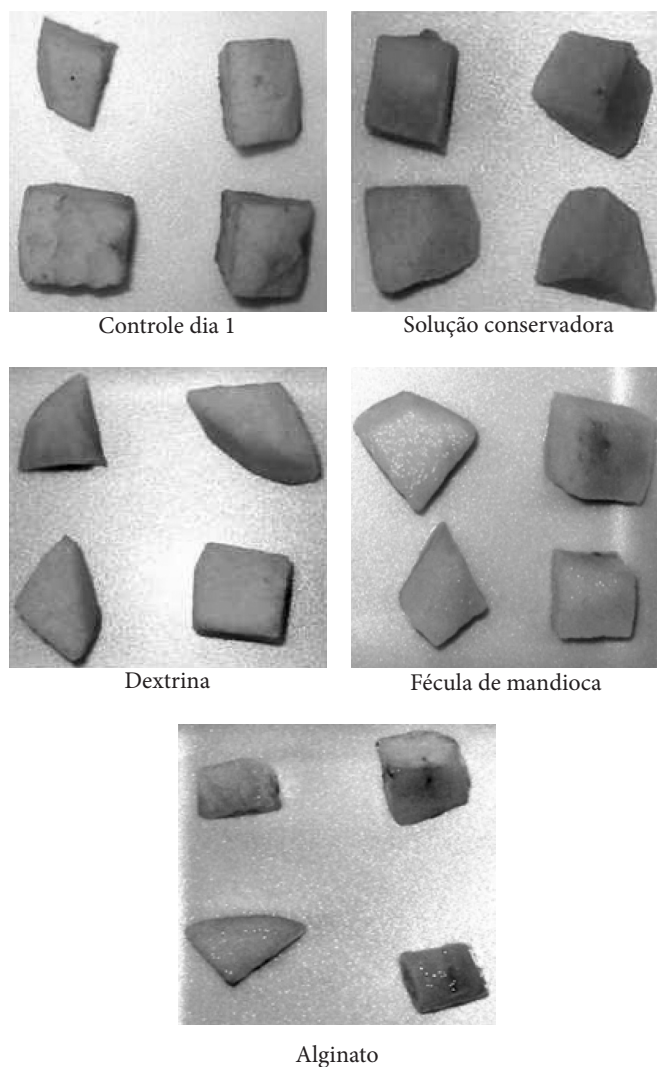 Controle dia 1
Solução conservadora
Dextrina
Fécula de mandioca
Alginato